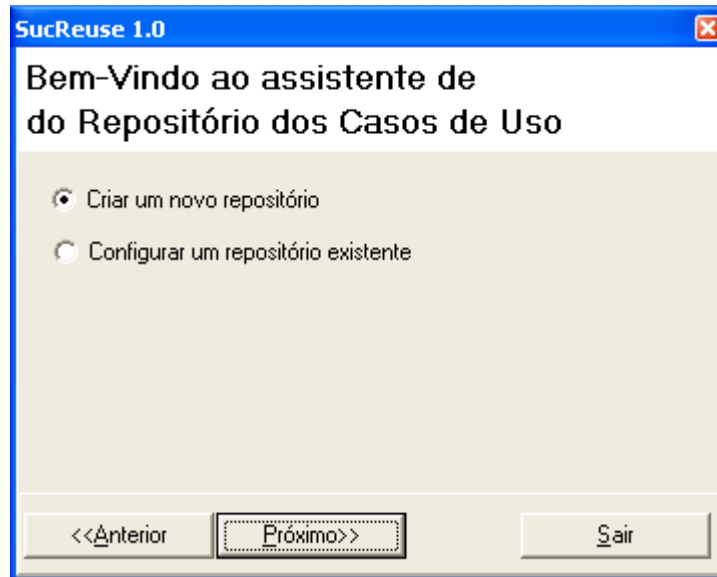 SucReuse 1.0
Bem-Vindo ao assistente de
do Repositório dos Casos de Uso
Criar um novo repositório
Configurar um repositório existente
<<Anterior Próximo>> Sair